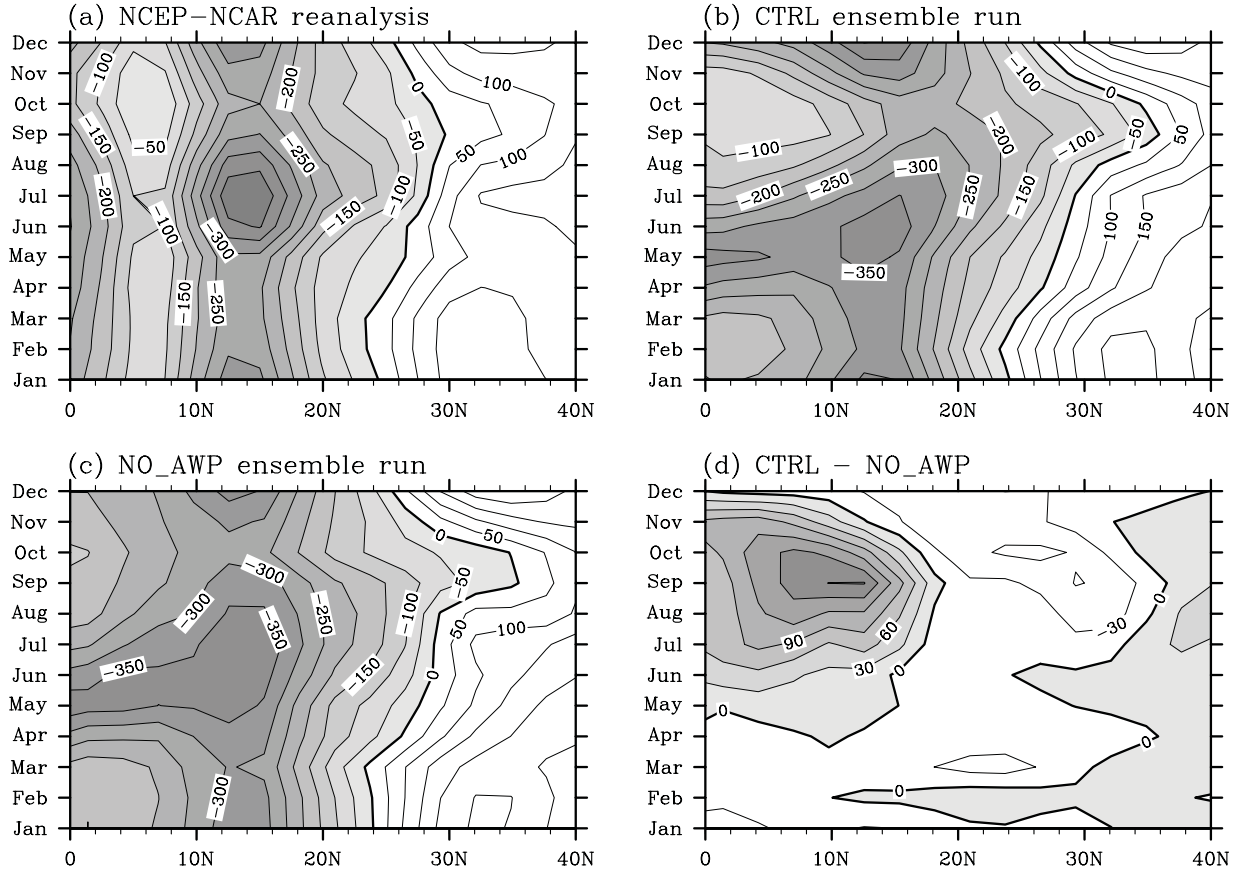 (a) NCEP−NCAR reanalysis
Dec
Nov
Oct
Sep
Aug
Jul
Jun
May
Apr
Mar
Feb
Jan
0 10N 20N 30N 40N
−100
−200
0
100
−150
−50
−50
−250
50
100
−200
−100
−100
−150
−300
−150
−250
(b) CTRL ensemble run
Dec
Nov
Oct
Sep
Aug
Jul
Jun
May
Apr
Mar
Feb
Jan
0 10N 20N 30N 40N
−100
0
−200
−50
50
−100
−100
−300
−250
−200
−250
−150
100
150
−350
(c) NO_AWP ensemble run
Dec
Nov
Oct
Sep
Aug
Jul
Jun
May
Apr
Mar
Feb
Jan
0 10N 20N 30N 40N
0
50
−300
−50
−300
−350
−250
−100
50
100
−350
−150
0
−300
(d) CTRL − NO_AWP
Dec
Nov
Oct
Sep
Aug
Jul
Jun
May
Apr
Mar
Feb
Jan
0 10N 20N 30N 40N
0
−30
60
90
30
0
0
0
0